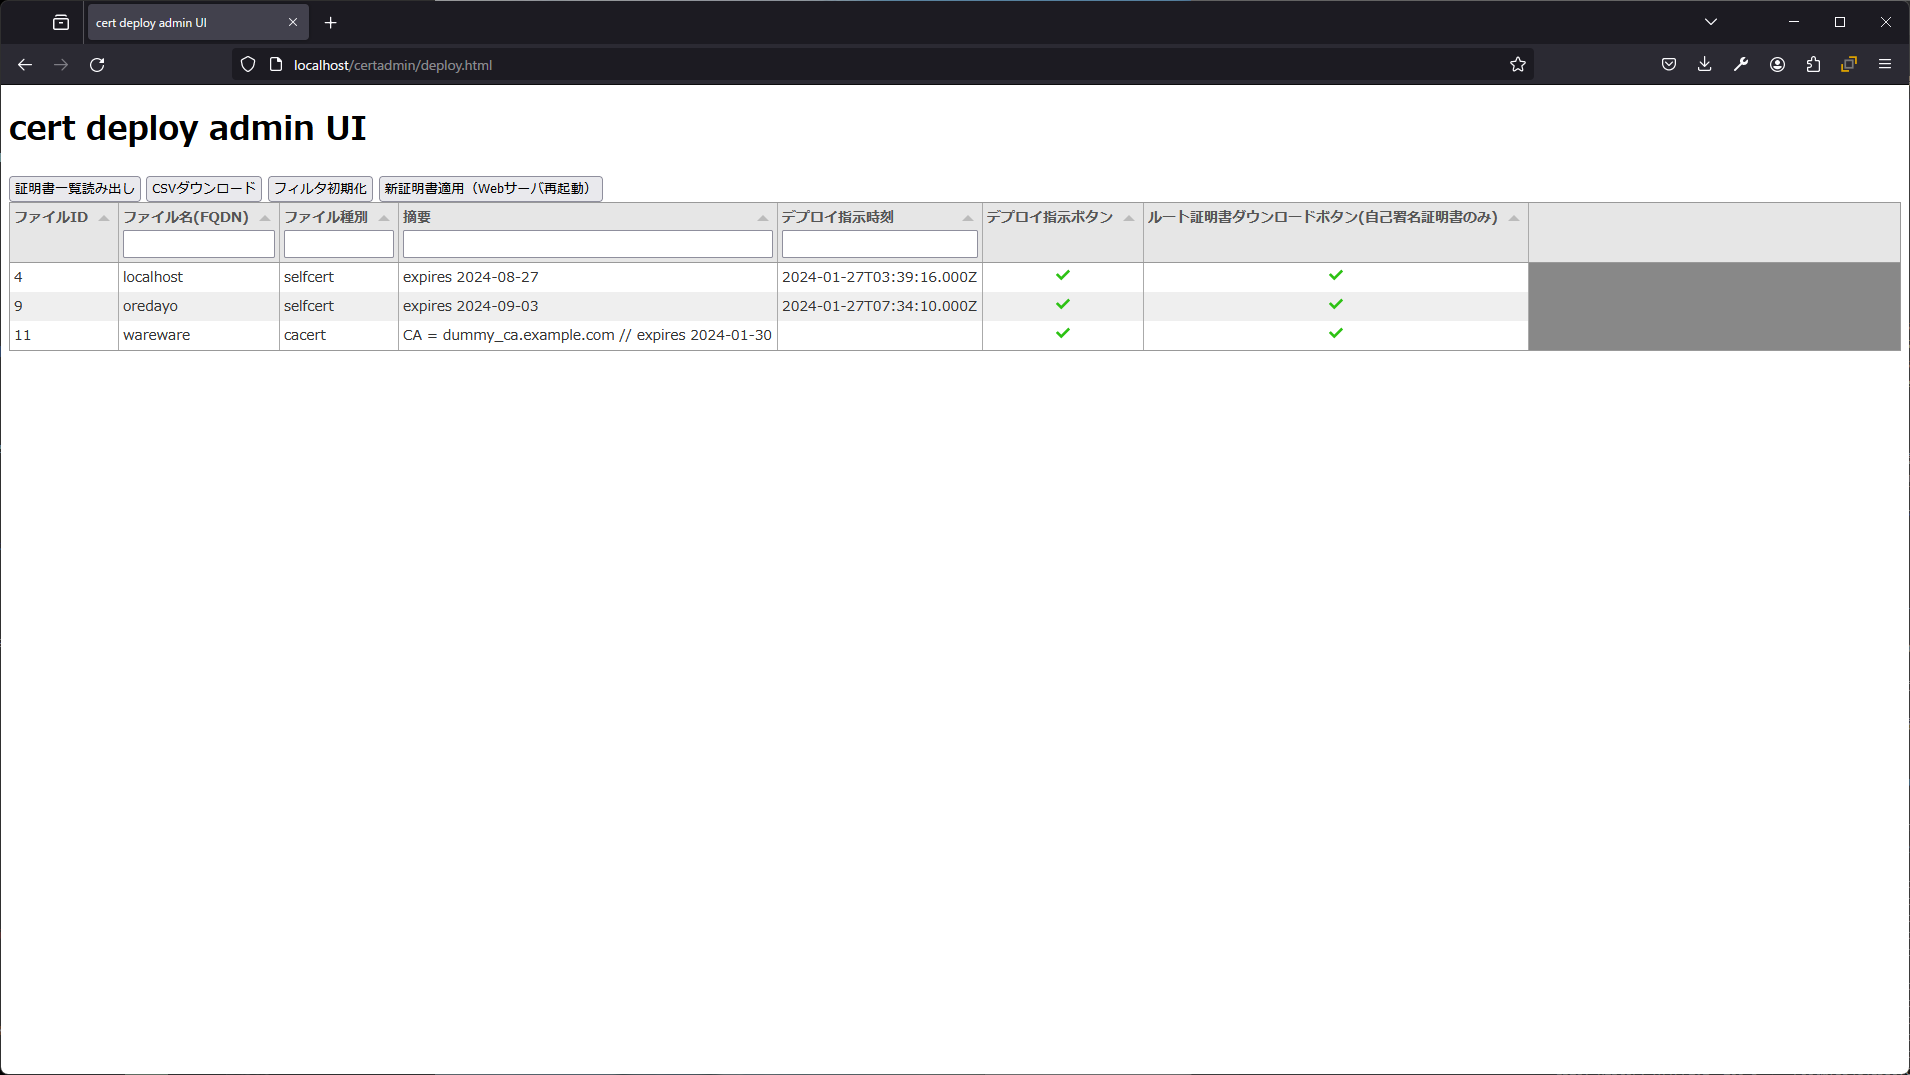 cert deploy admin UI
localhost/certadmin/deploy.html
cert deploy admin UI
証明書一覧読み出し CSVダウンロード フィルタ初期化 新証明書適用（Webサーバ再起動）
ファイルID ファイル名(FQDN) ファイル種別 摘要 デプロイ指示時刻 デプロイ指示ボタン ルート証明書ダウンロードボタン(自己署名証明書のみ)
4 localhost selfcert expires 2024-08-27 2024-01-27T03:39:16.000Z
9 oredayo selfcert expires 2024-09-03 2024-01-27T07:34:10.000Z
11 wareware cacert CA = dummy_ca.example.com // expires 2024-01-30